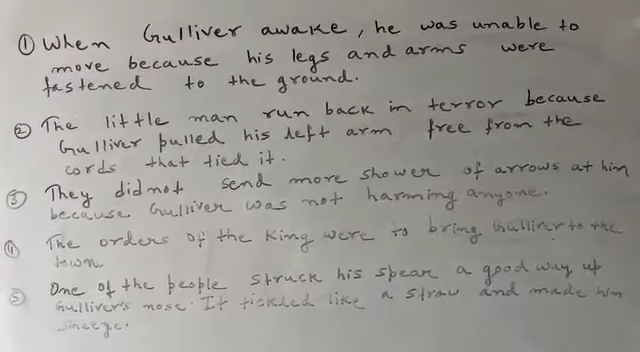 ① When Gulliver awake, he was unable to
move because his legs and arms were
fastened to the ground.
② The little man run back in terror because
Gulliver pulled his left arm free from the
cords that tied it.
③ They didnot send more shower of arrows at him
because Gulliver was not harming anyone.
④ The orders of the King were to bring Gulliver to the
town.
⑤ One of the people struck his spear a good way up
Gulliver's nose. It tickled like a straw and made him
sneeze.